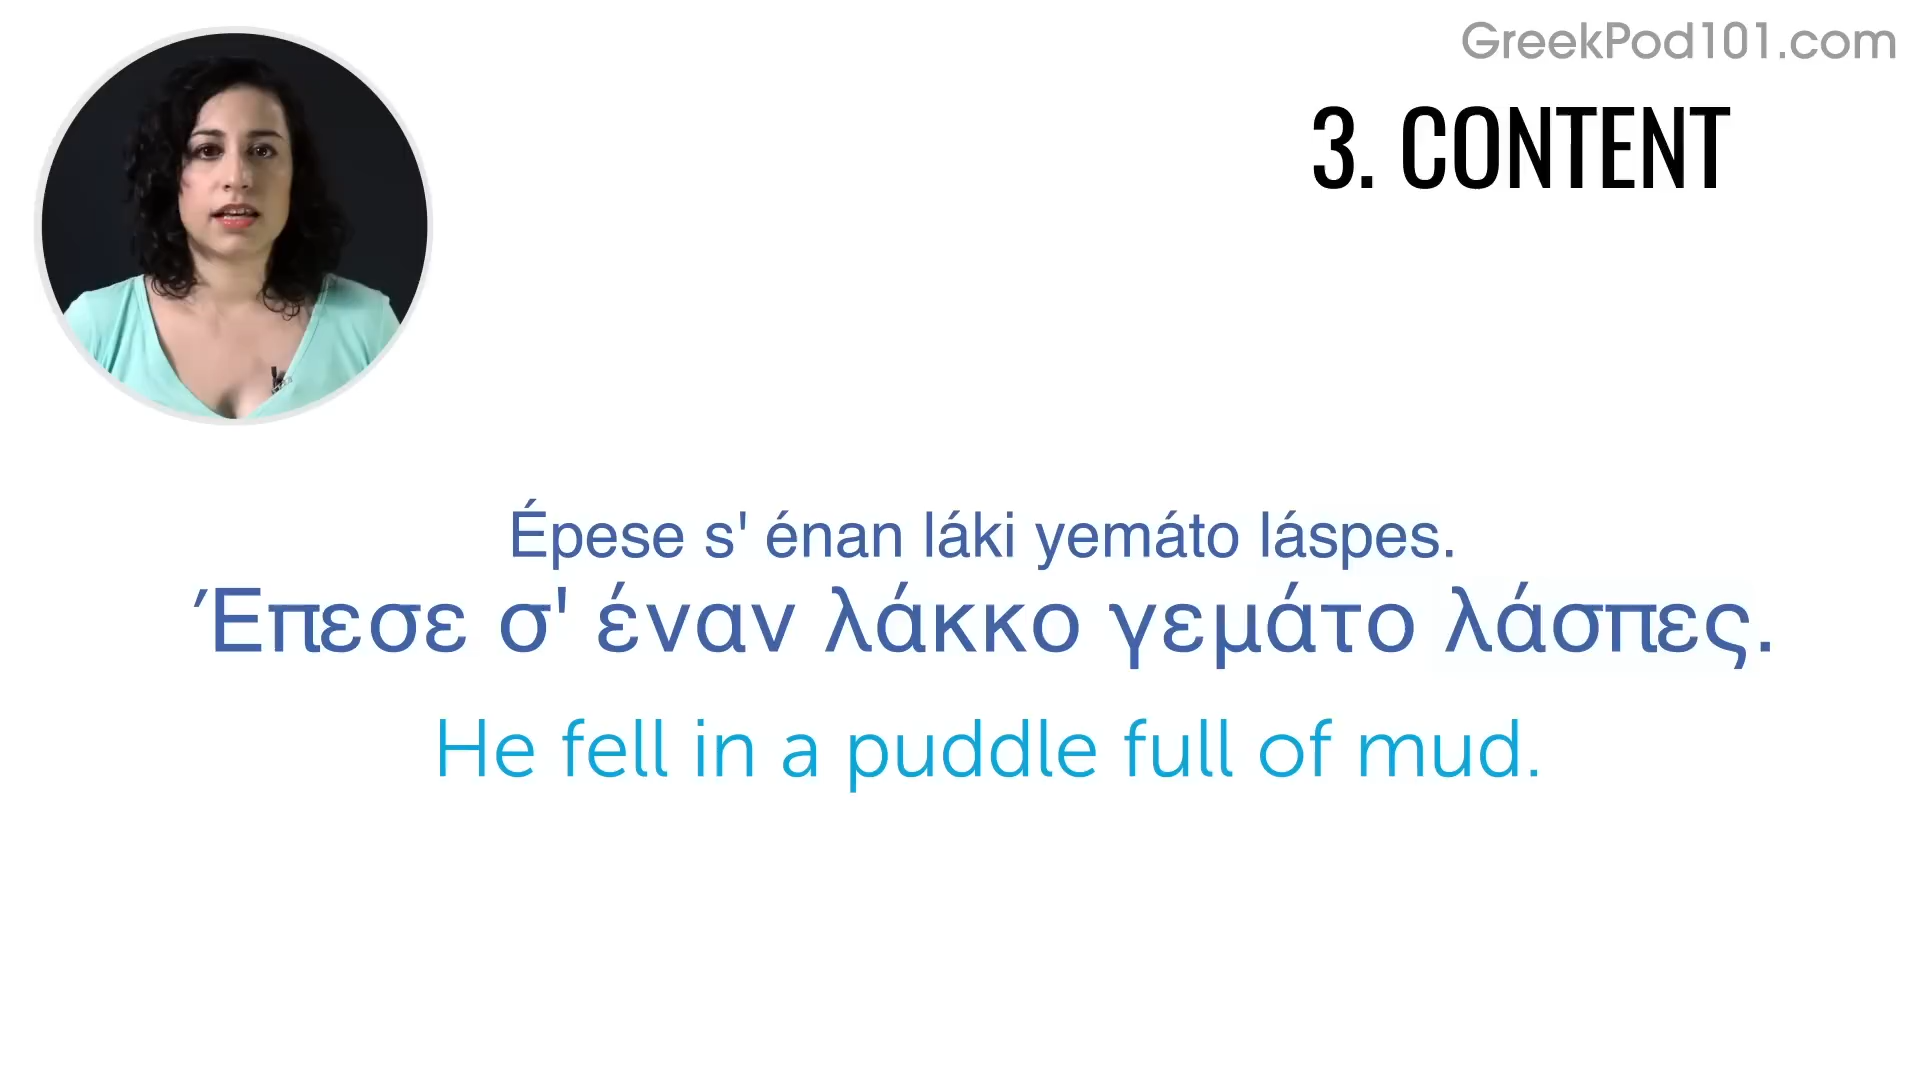 GreekPod101.com
3. CONTENT
Épese s' énan láki yemáto láspes.
Έπεσε σ' έναν λάκκο γεμάτο λάσπες.
He fell in a puddle full of mud.